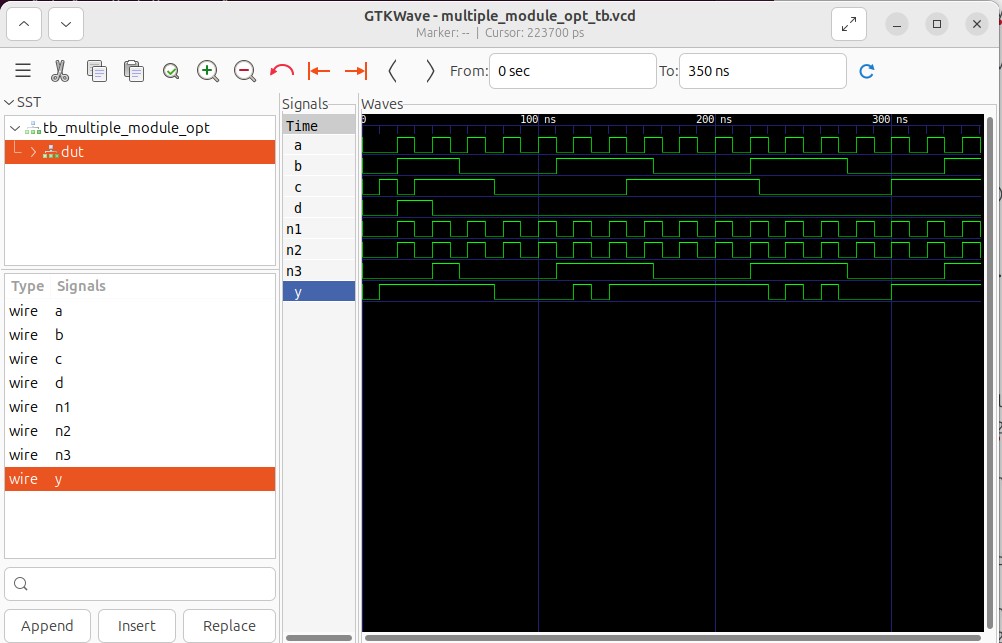 GTKWave - multiple_module_opt_tb.vcd
Marker: -- | Cursor: 223700 ps
From: 0 sec To: 350 ns
SST
tb_multiple_module_opt
dut
Type Signals
wire a
wire b
wire c
wire d
wire n1
wire n2
wire n3
wire y
Append Insert Replace
Signals
Time
a
b
c
d
n1
n2
n3
y
Waves
0 100 ns 200 ns 300 ns